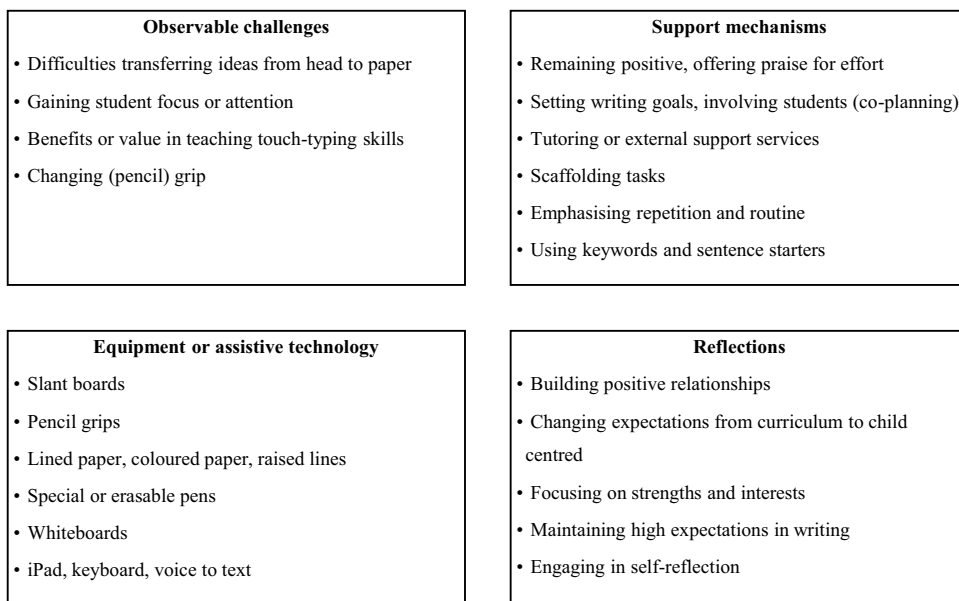 Observable challenges
• Difficulties transferring ideas from head to paper
• Gaining student focus or attention
• Benefits or value in teaching touch-typing skills
• Changing (pencil) grip
Support mechanisms
• Remaining positive, offering praise for effort
• Setting writing goals, involving students (co-planning)
• Tutoring or external support services
• Scaffolding tasks
• Emphasising repetition and routine
• Using keywords and sentence starters
Equipment or assistive technology
• Slant boards
• Pencil grips
• Lined paper, coloured paper, raised lines
• Special or erasable pens
• Whiteboards
• iPad, keyboard, voice to text
Reflections
• Building positive relationships
• Changing expectations from curriculum to child
centred
• Focusing on strengths and interests
• Maintaining high expectations in writing
• Engaging in self-reflection